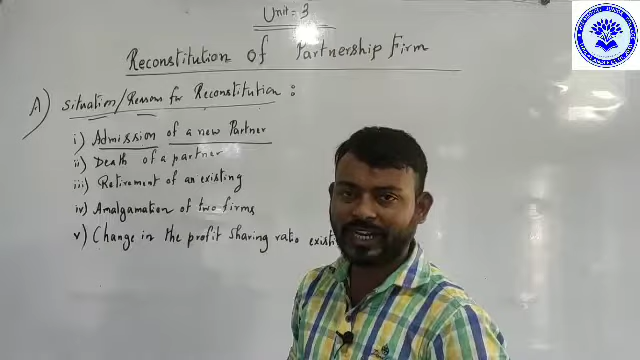 Unit = 3
Reconstitution of Partnership Firm
A) Situation/Reason for Reconstitution :
i) Admission of a new Partner
ii) Death of a partner
iii) Retirement of an existing
iv) Amalgamation of two firms
v) Change in the profit sharing ratio